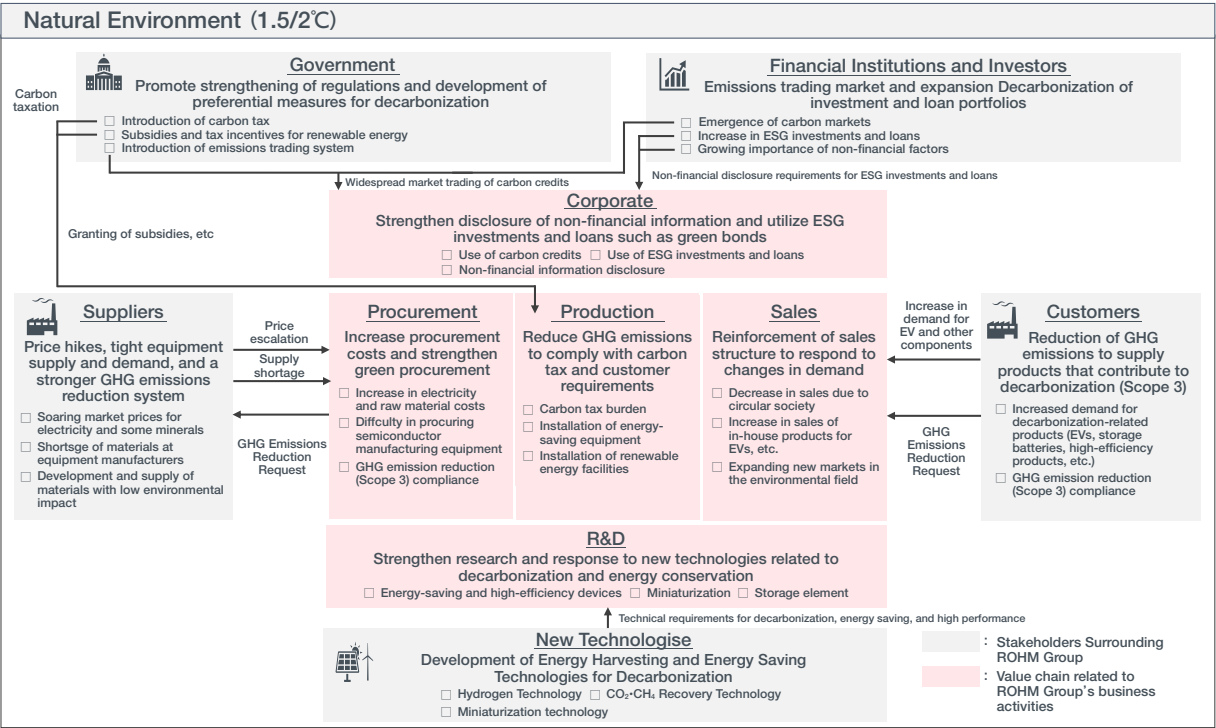 Natural Environment (1.5/2℃)
Government
Promote strengthening of regulations and development of
preferential measures for decarbonization
□ Introduction of carbon tax
□ Subsidies and tax incentives for renewable energy
□ Introduction of emissions trading system
Financial Institutions and Investors
Emissions trading market and expansion Decarbonization of
investment and loan portfolios
□ Emergence of carbon markets
□ Increase in ESG investments and loans
□ Growing importance of non-financial factors
Carbon
taxation
Widespread market trading of carbon credits
Non-financial disclosure requirements for ESG investments and loans
Granting of subsidies, etc
Corporate
Strengthen disclosure of non-financial information and utilize ESG
investments and loans such as green bonds
□ Use of carbon credits □ Use of ESG investments and loans
□ Non-financial information disclosure
Suppliers
Price hikes, tight equipment
supply and demand, and a
stronger GHG emissions
reduction system
□ Soaring market prices for
electricity and some minerals
□ Shortsge of materials at
equipment manufacturers
□ Development and supply of
materials with low environmental
impact
Price
escalation
Supply
shortage
GHG Emissions
Reduction
Request
Procurement
Increase procurement
costs and strengthen
green procurement
□ Increase in electricity
and raw material costs
□ Diffculty in procuring
semiconductor
manufacturing equipment
□ GHG emission reduction
(Scope 3) compliance
Production
Reduce GHG emissions
to comply with carbon
tax and customer
requirements
□ Carbon tax burden
□ Installation of energy-
saving equipment
□ Installation of renewable
energy facilities
Sales
Reinforcement of sales
structure to respond to
changes in demand
□ Decrease in sales due to
circular society
□ Increase in sales of
in-house products for
EVs, etc.
□ Expanding new markets in
the environmental field
Increase in
demand for
EV and other
components
GHG
Emissions
Reduction
Request
Customers
Reduction of GHG
emissions to supply
products that contribute to
decarbonization (Scope 3)
□ Increased demand for
decarbonization-related
products (EVs, storage
batteries, high-efficiency
products, etc.)
□ GHG emission reduction
(Scope 3) compliance
R&D
Strengthen research and response to new technologies related to
decarbonization and energy conservation
□ Energy-saving and high-efficiency devices □ Miniaturization □ Storage element
Technical requirements for decarbonization, energy saving, and high performance
New Technologise
Development of Energy Harvesting and Energy Saving
Technologies for Decarbonization
□ Hydrogen Technology □ CO₂・CH₄ Recovery Technology
□ Miniaturization technology
: Stakeholders Surrounding
ROHM Group
: Value chain related to
ROHM Group's business
activities